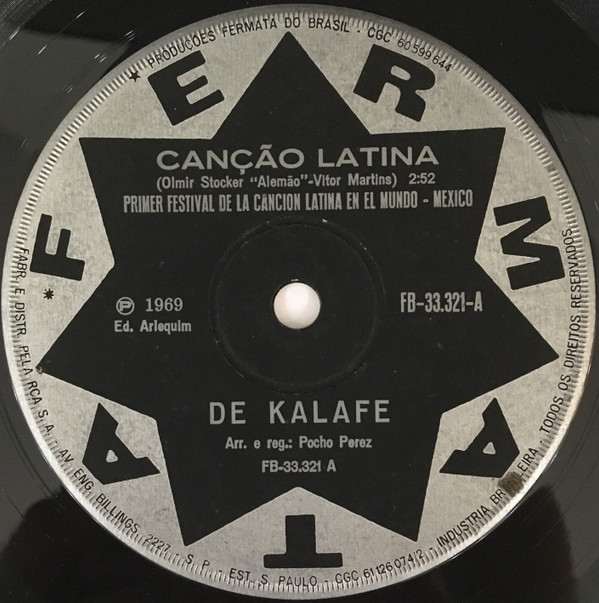 ★ PRODUÇÕES FERMATA DO BRASIL - CGC 60 599 644
FERMATA
CANÇÃO LATINA
(Olmir Stocker "Alemão"-Vitor Martins) 2:52
PRIMER FESTIVAL DE LA CANCION LATINA EN EL MUNDO - MEXICO
Ⓟ 1969
Ed. Arlequim
FB-33.321-A
DE KALAFE
Arr. e reg.: Pocho Perez
FB-33.321 A
★ FABR. E DISTR. PELA RCA S. A. - AV. ENG. BILLINGS, 2227 - S. P. - EST. S. PAULO - CGC 61 126 074/2 - INDUSTRIA BRASILEIRA - TODOS OS DIREITOS RESERVADOS